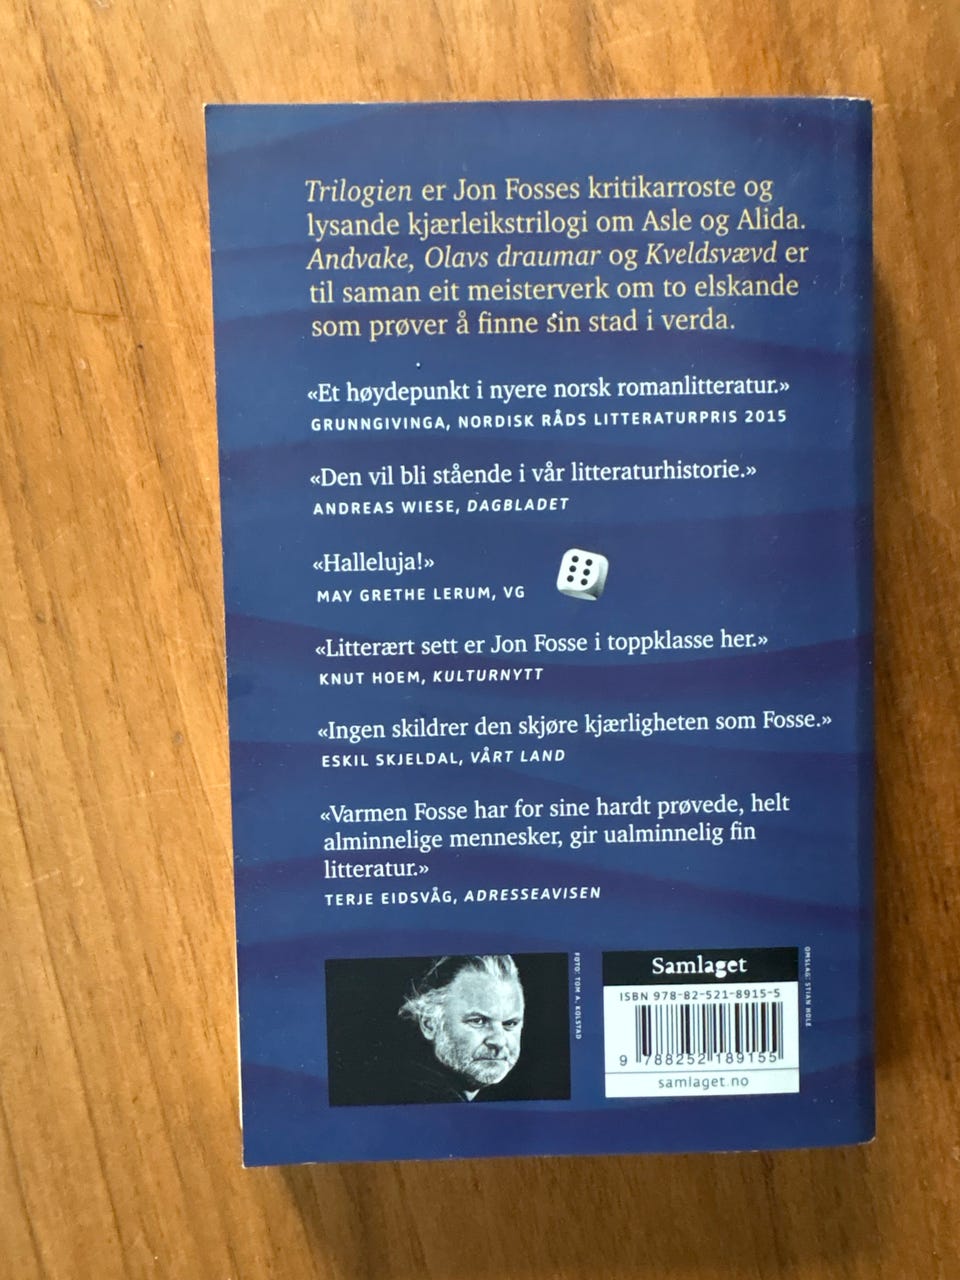 Trilogien er Jon Fosses kritikarroste og
lysande kjærleikstrilogi om Asle og Alida.
Andvake, Olavs draumar og Kveldsvævd er
til saman eit meisterverk om to elskande
som prøver å finne sin stad i verda.
«Et høydepunkt i nyere norsk romanlitteratur.»
GRUNNGIVINGA, NORDISK RÅDS LITTERATURPRIS 2015
«Den vil bli stående i vår litteraturhistorie.»
ANDREAS WIESE, DAGBLADET
«Halleluja!»
MAY GRETHE LERUM, VG
«Litterært sett er Jon Fosse i toppklasse her.»
KNUT HOEM, KULTURNYTT
«Ingen skildrer den skjøre kjærligheten som Fosse.»
ESKIL SKJELDAL, VÅRT LAND
«Varmen Fosse har for sine hardt prøvede, helt
alminnelige mennesker, gir ualminnelig fin
litteratur.»
TERJE EIDSVÅG, ADRESSEAVISEN
FOTO: TOM A. KOLSTAD
Samlaget
ISBN 978-82-521-8915-5
9 788252 189155
samlaget.no
OMSLAG: STIAN HOLE